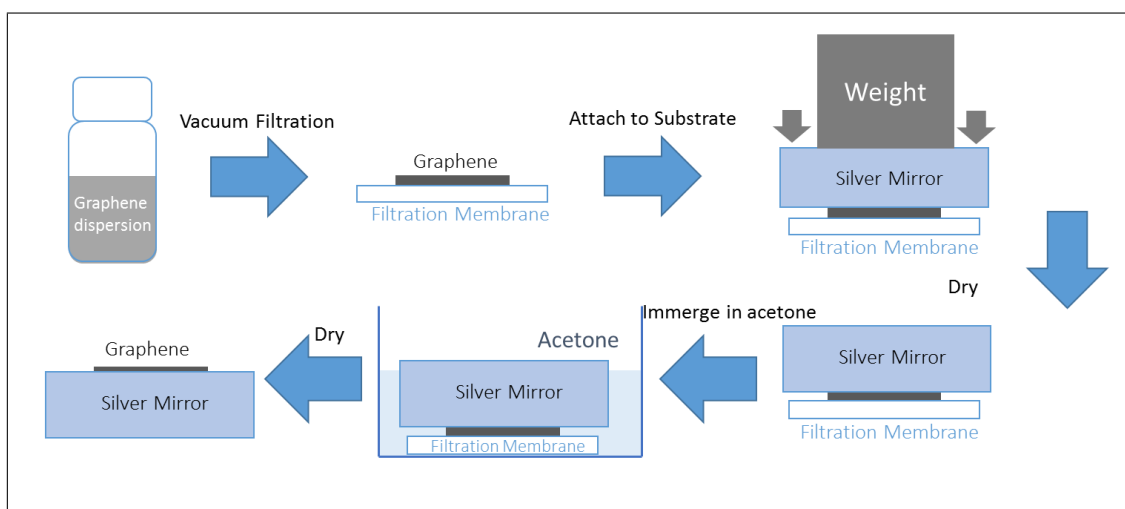 Vacuum Filtration
Graphene
dispersion
Graphene
Filtration Membrane
Attach to Substrate
Weight
Silver Mirror
Filtration Membrane
Dry
Silver Mirror
Filtration Membrane
Immerge in acetone
Acetone
Silver Mirror
Filtration Membrane
Dry
Graphene
Silver Mirror